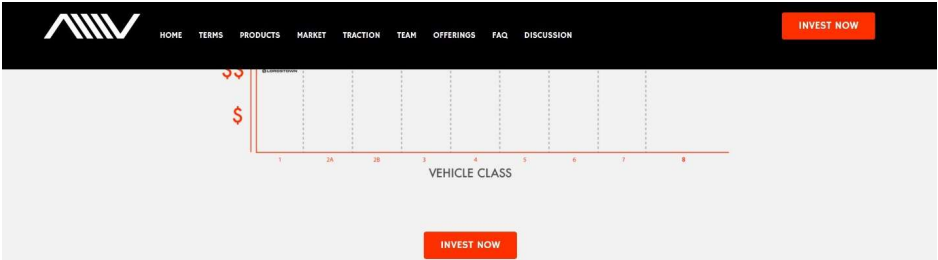 HOME TERMS PRODUCTS MARKET TRACTION TEAM OFFERINGS FAQ DISCUSSION INVEST NOW
$$ LORDSTOWN
$
1 2A 2B 3 4 5 6 7 8
VEHICLE CLASS
INVEST NOW